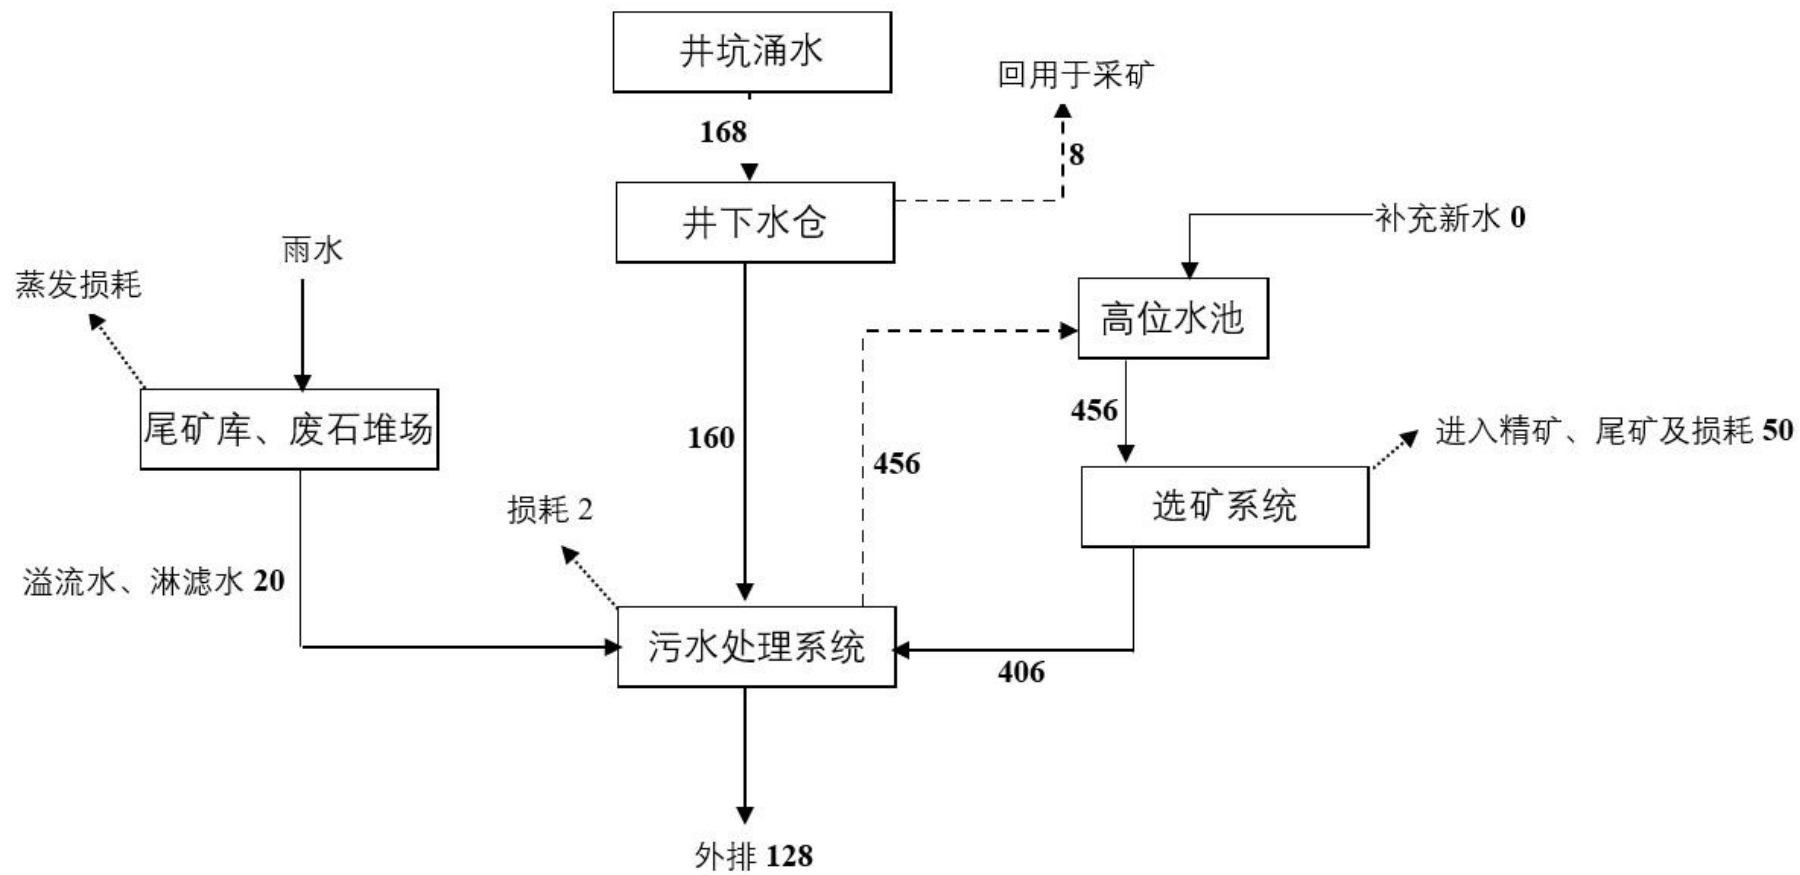 井坑涌水
回用于采矿
168
8
井下水仓
补充新水 0
雨水
蒸发损耗
高位水池
尾矿库、废石堆场
456
进入精矿、尾矿及损耗 50
160
456
选矿系统
损耗 2
溢流水、淋滤水 20
污水处理系统
406
外排 128